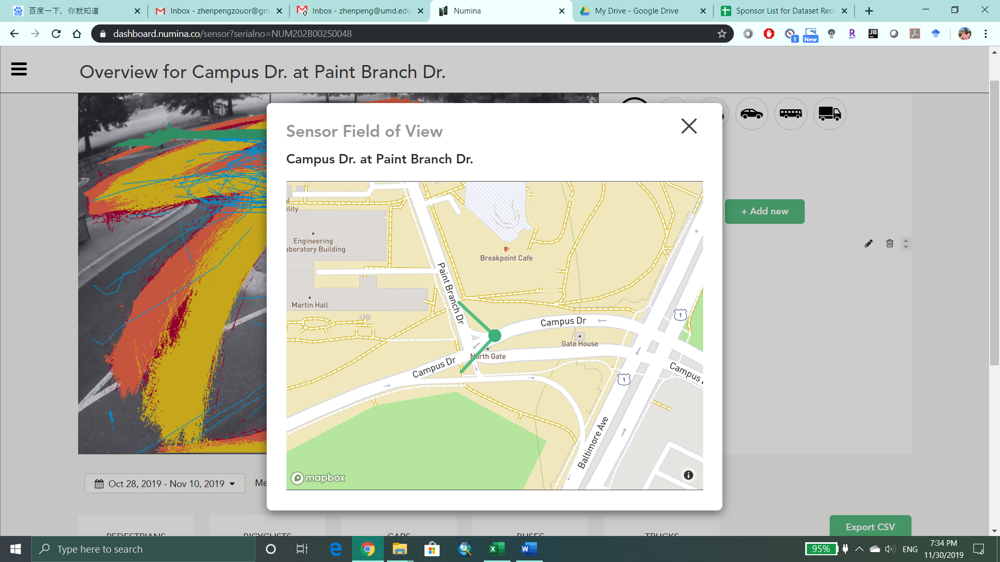 百度一下，你就知道
Inbox - zhenpengzouor@gm
Inbox - zhenpeng@umd.edu
Numina
My Drive - Google Drive
Sponsor List for Dataset Recr
dashboard.numina.co/sensor?serialno=NUM202B002S0048
1
New
R
JB
Overview for Campus Dr. at Paint Branch Dr.
Sensor Field of View
Campus Dr. at Paint Branch Dr.
+ Add new
ility
Engineering
aboratory Building
Breakpoint Cafe
Paint Branch Dr
Martin Hall
4298
Campus Dr
1
Gate House
North Gate
Campus Dr
Campus
1
Baltimore Ave
mapbox
Oct 28, 2019 - Nov 10, 2019
Me
Export CSV
PEDESTRIANS
BICYCLISTS
CARS
BUSES
TRUCKS
Type here to search
95%
ENG
7:34 PM
11/30/2019